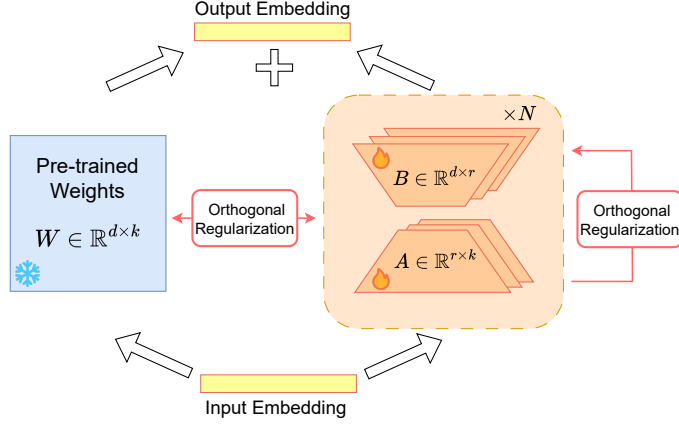 Output Embedding
× N
Pre-trained
Weights
W ∈ ℝ^{d×k}
Orthogonal
Regularization
B ∈ ℝ^{d×r}
A ∈ ℝ^{r×k}
Orthogonal
Regularization
Input Embedding